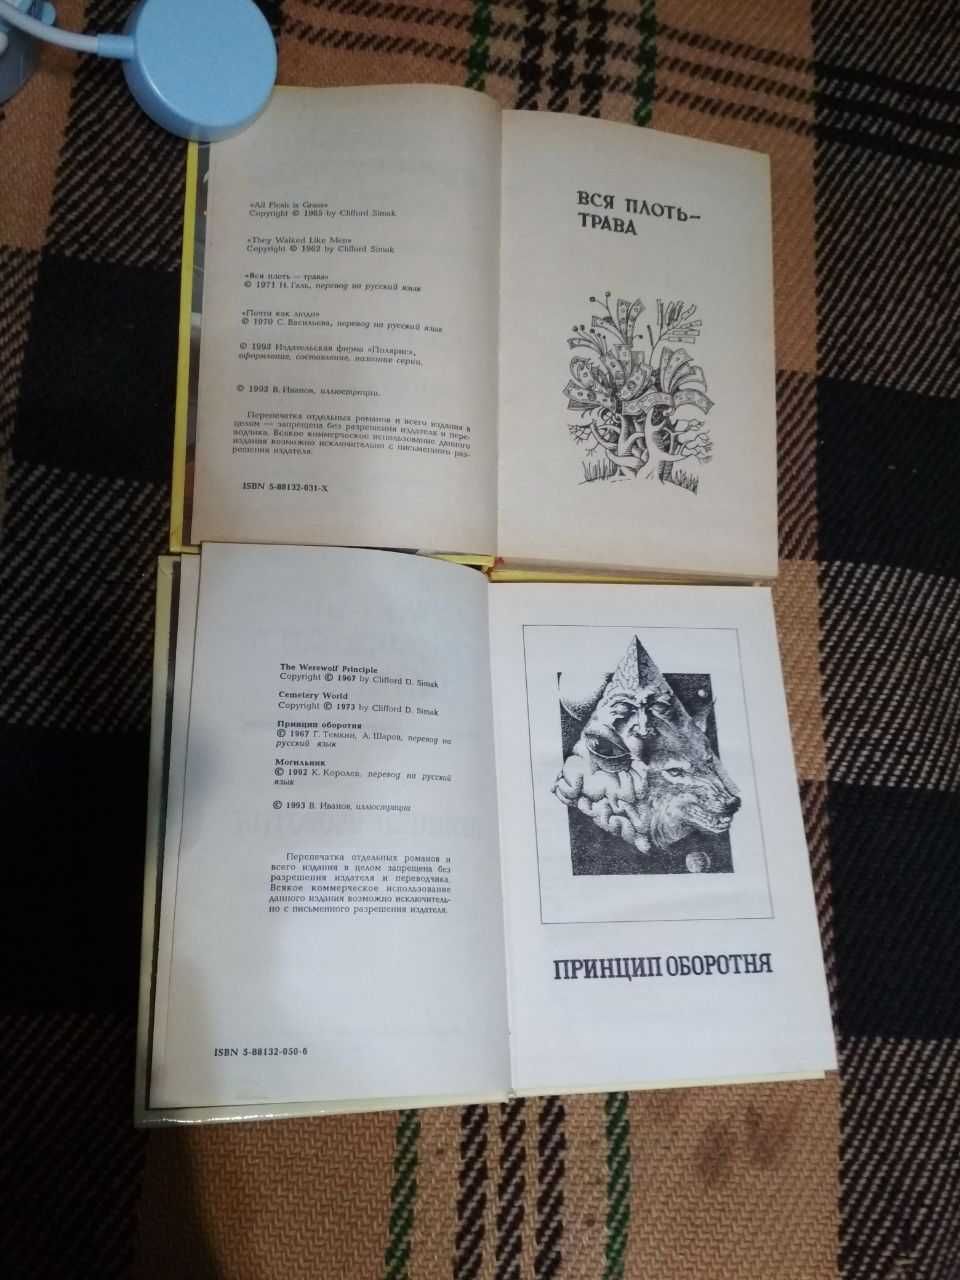 «All Flesh is Grass»
Copyright © 1965 by Clifford Simak
«They Walked Like Men»
Copyright © 1962 by Clifford Simak
«Вся плоть — трава»
© 1971 Н. Галь, перевод на русский язык
«Почти как люди»
© 1970 С. Васильева, перевод на русский язык
© 1993 Издательская фирма «Полярис»,
оформление, составление, название серии.
© 1993 В. Иванов, иллюстрации.
Перепечатка отдельных романов и всего издания в
целом — запрещена без разрешения издателя и пере-
водчика. Всякое коммерческое использование данного
издания возможно исключительно с письменного раз-
решения издателя.
ISBN 5-88132-031-X
ВСЯ ПЛОТЬ—
ТРАВА
The Werewolf Principle
Copyright © 1967 by Clifford D. Simak
Cemetery World
Copyright © 1973 by Clifford D. Simak
Принцип оборотня
© 1967 Г. Темкин, А. Шаров, перевод на
русский язык
Могильник
© 1992 К. Королев, перевод на русский
язык
© 1993 В. Иванов, иллюстрации
Перепечатка отдельных романов и
всего издания в целом запрещена без
разрешения издателя и переводчика.
Всякое коммерческое использование
данного издания возможно исключитель-
но с письменного разрешения издателя.
ISBN 5-88132-050-6
ПРИНЦИП ОБОРОТНЯ